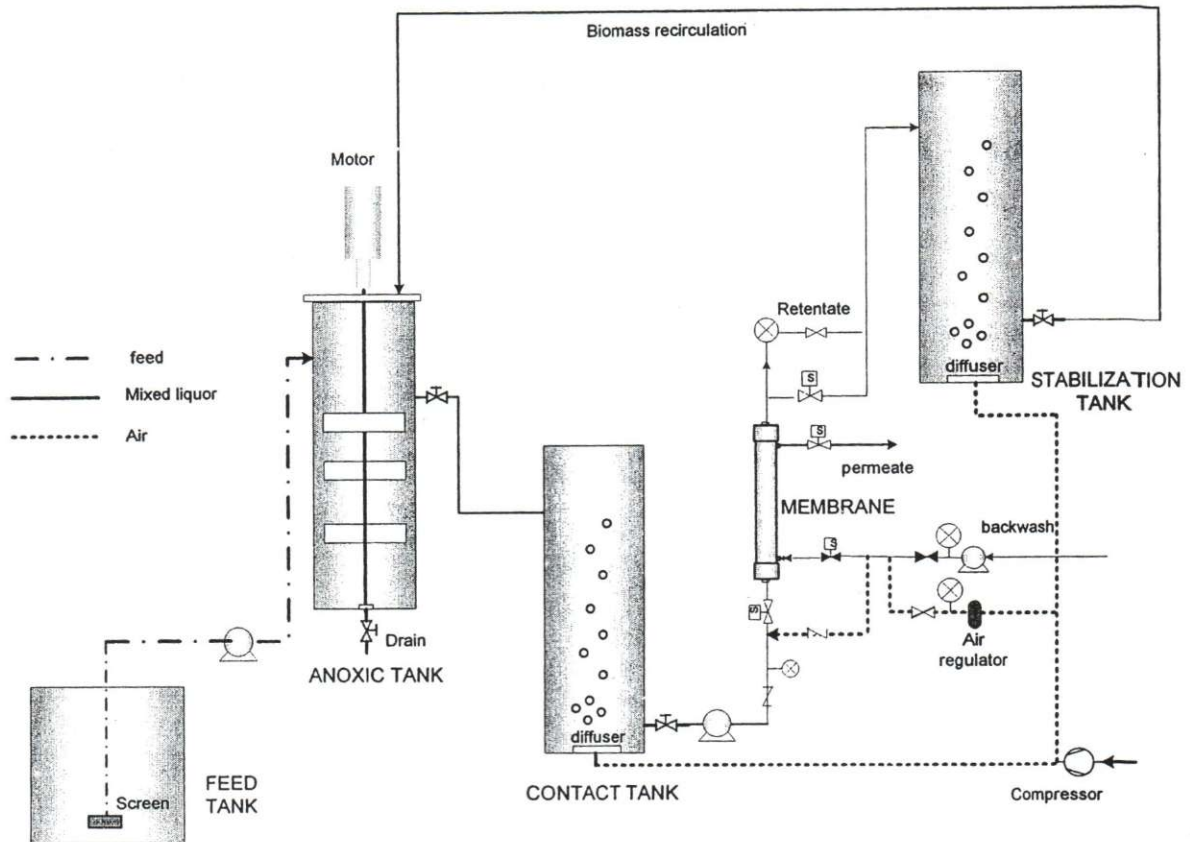 Biomass recirculation
Motor
Retentate
feed
Mixed liquor
Air
diffuser
STABILIZATION
TANK
S
S
permeate
MEMBRANE
backwash
S
S
Air
regulator
Drain
ANOXIC TANK
diffuser
CONTACT TANK
Compressor
Screen
FEED
TANK